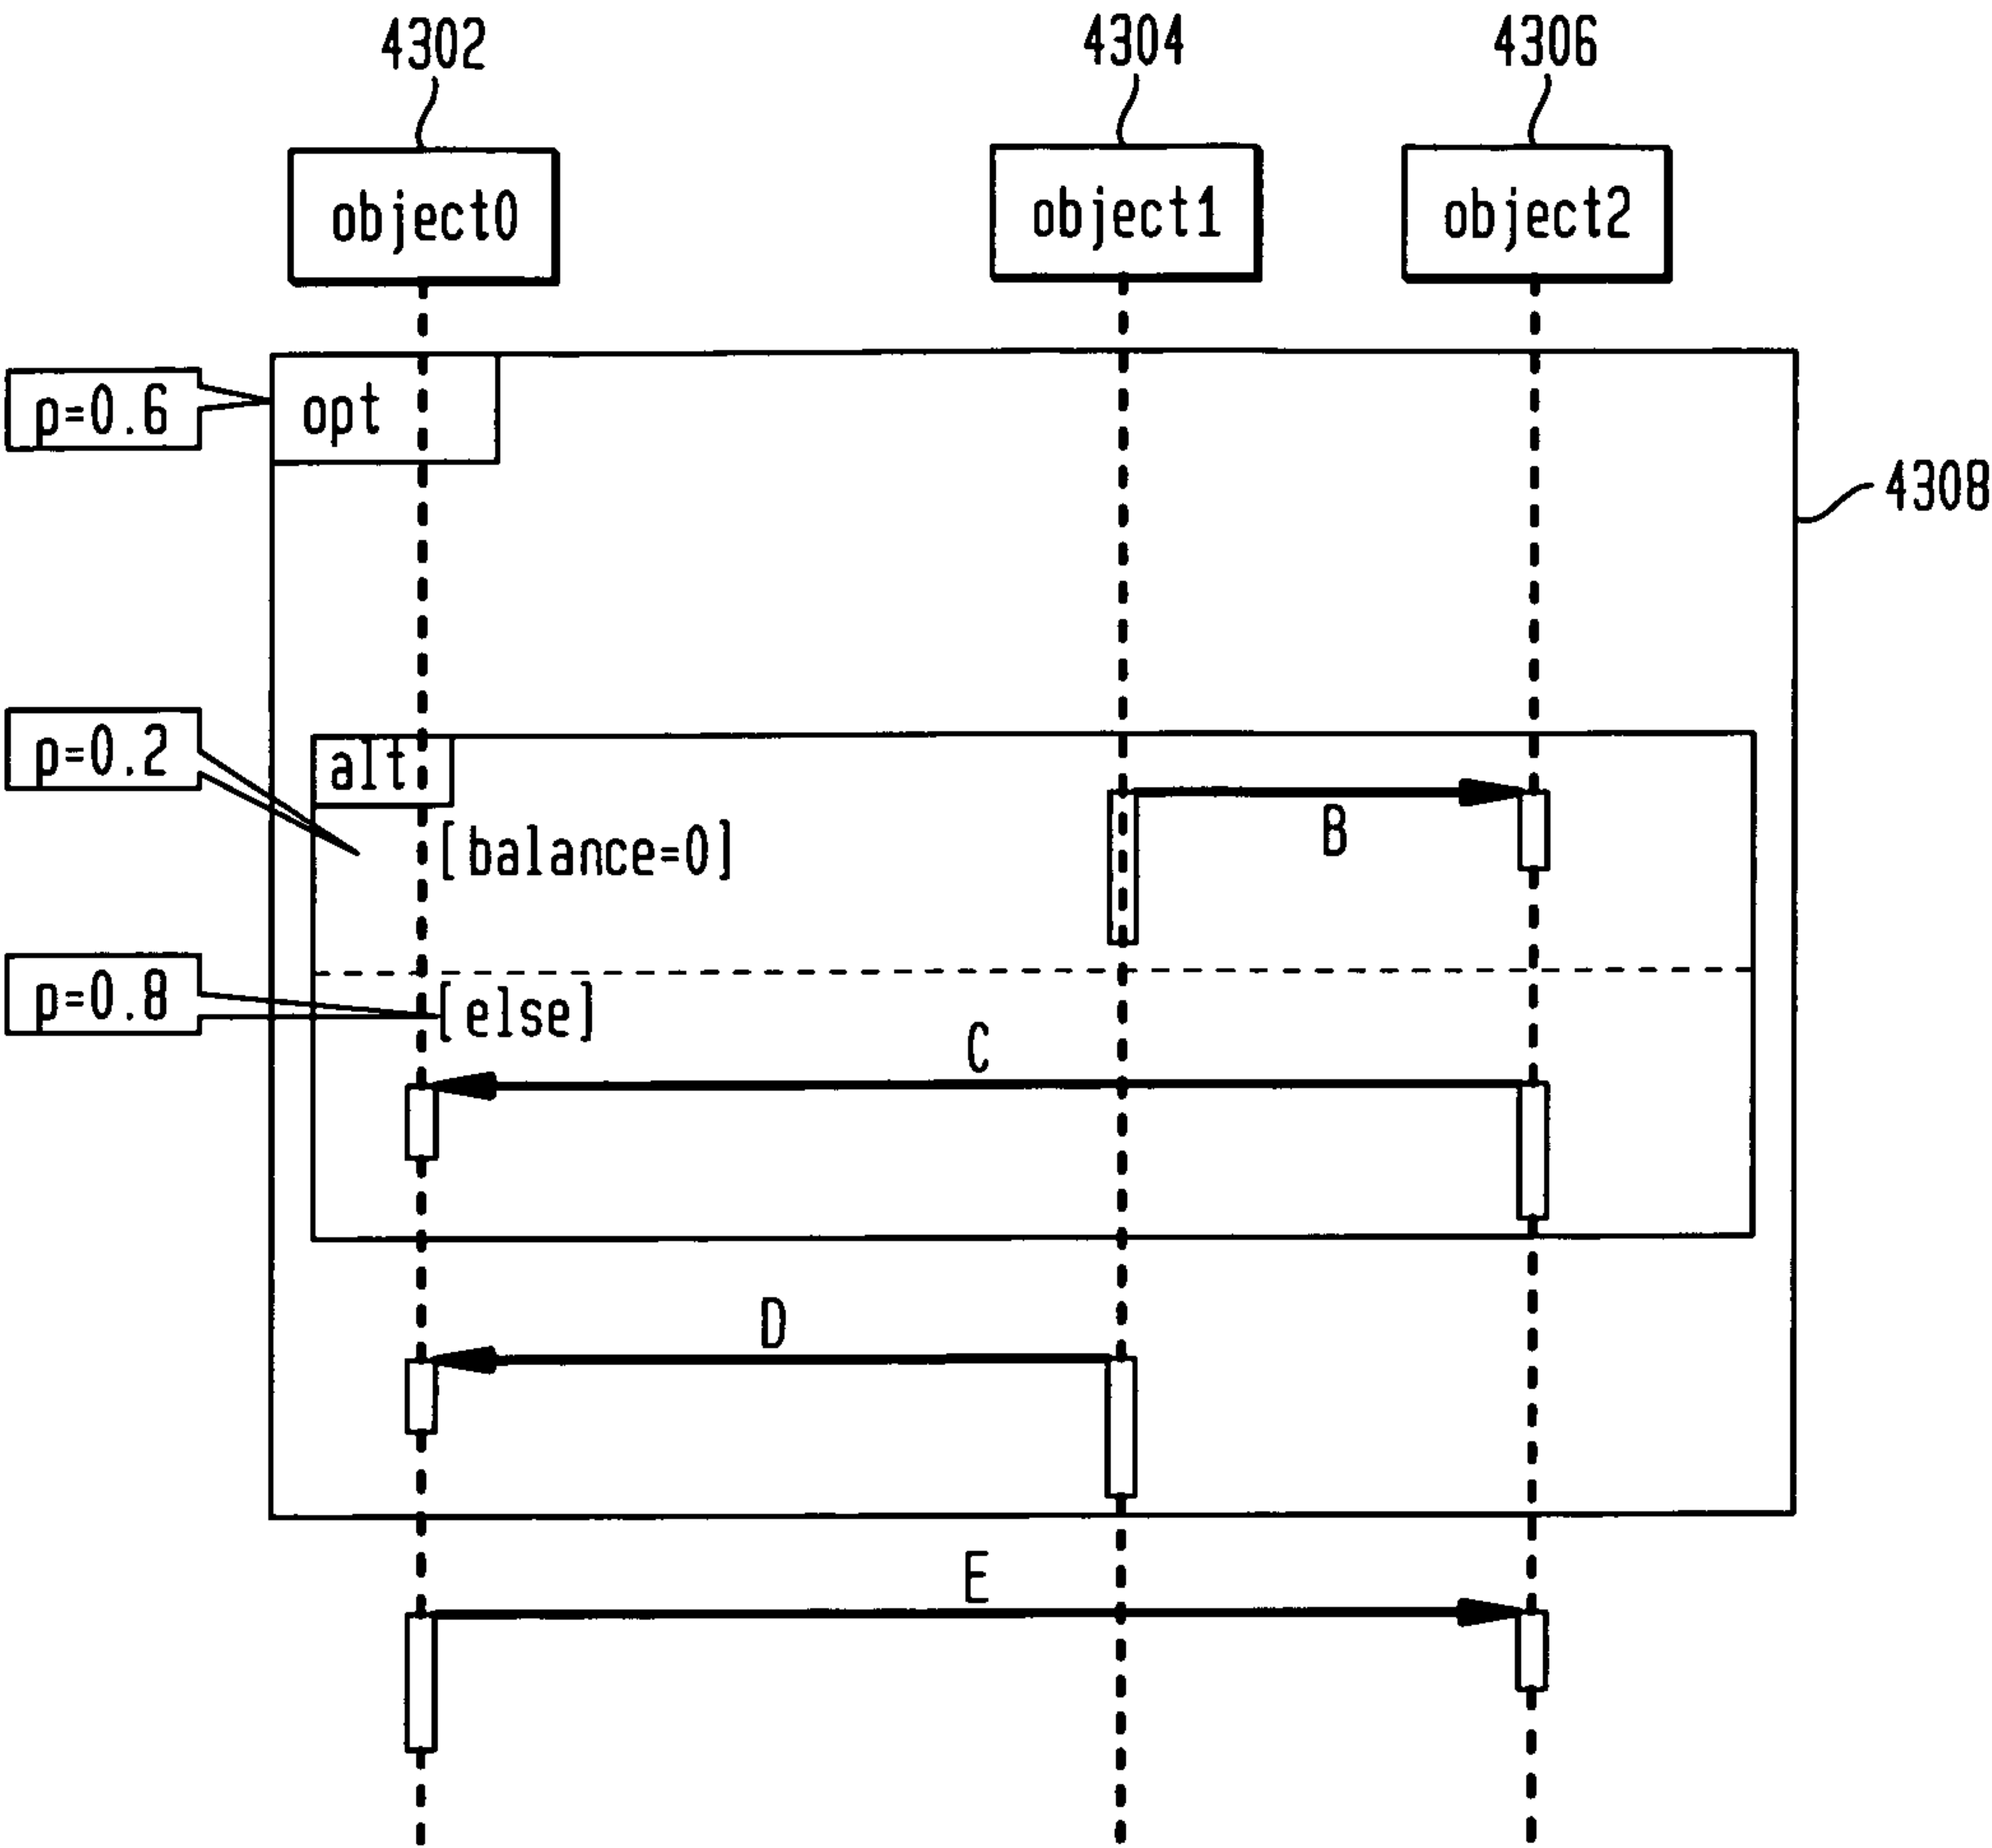 4302
4304
4306
object0
object1
object2
p=0.6
opt
4308
p=0.2
alt
[balance=0]
B
p=0.8
[else]
C
D
E